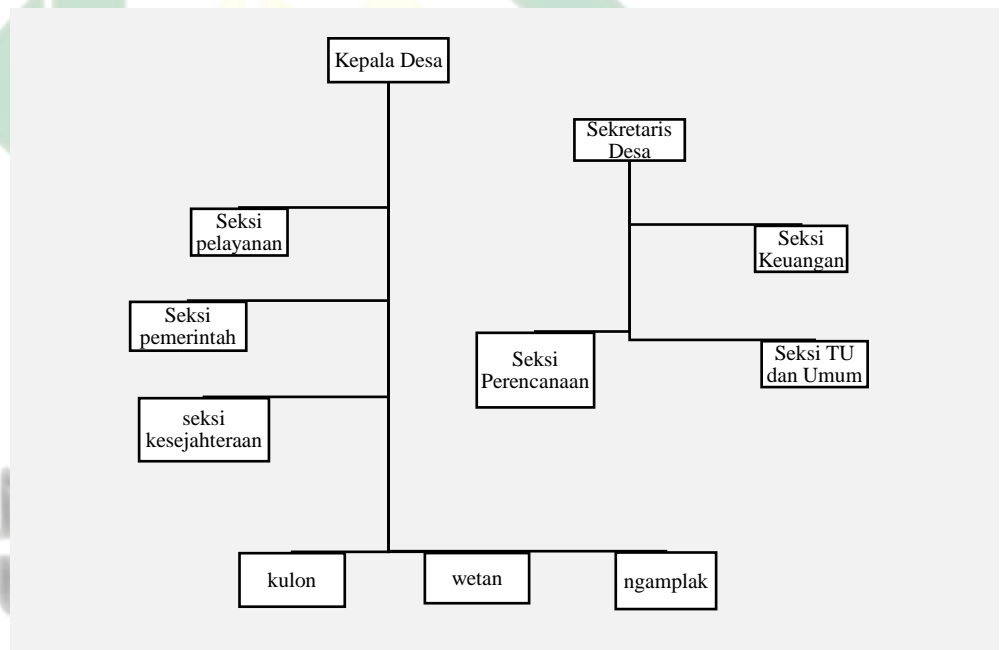 Kepala Desa
Sekretaris
Desa
Seksi
pelayanan
Seksi
Keuangan
Seksi
pemerintah
Seksi
Perencanaan
Seksi TU
dan Umum
seksi
kesejahteraan
kulon
wetan
ngamplak